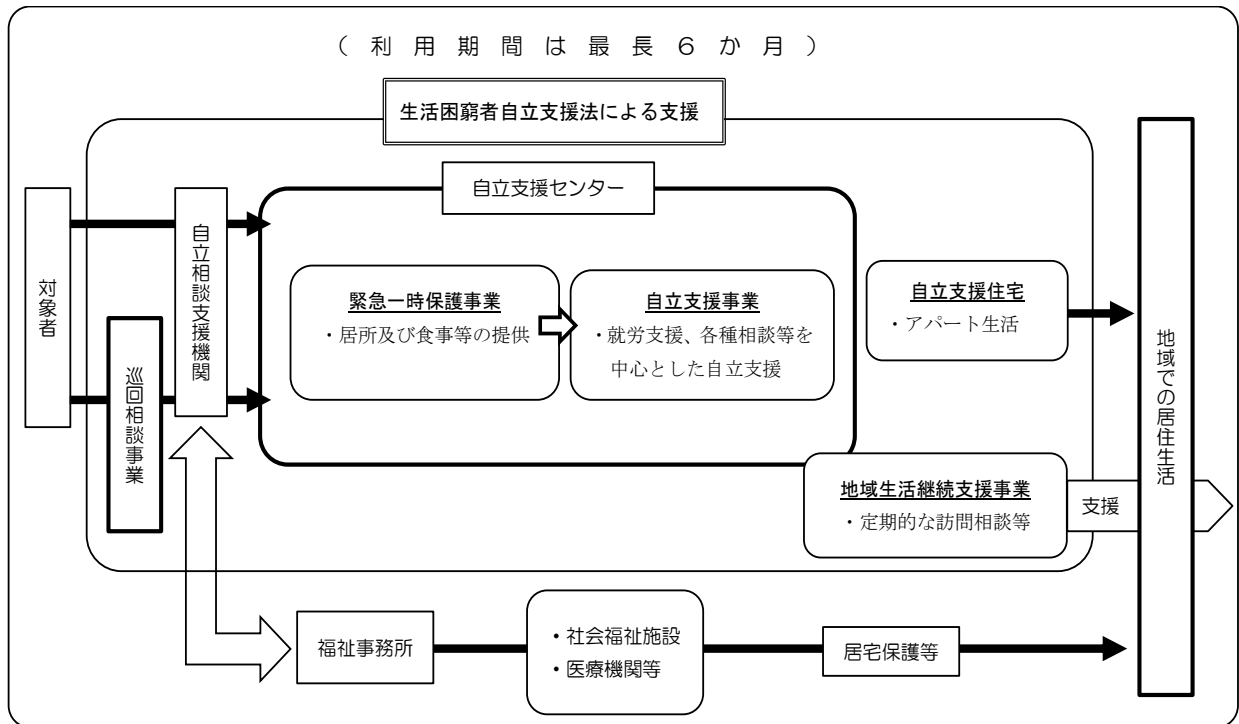 （利用期間は最長６か月）
生活困窮者自立支援法による支援
自立支援センター
対象者
巡回相談事業
自立相談支援機関
緊急一時保護事業
・居所及び食事等の提供
自立支援事業
・就労支援、各種相談等を
中心とした自立支援
自立支援住宅
・アパート生活
地域生活継続支援事業
・定期的な訪問相談等
支援
地域での居住生活
福祉事務所
・社会福祉施設
・医療機関等
居宅保護等